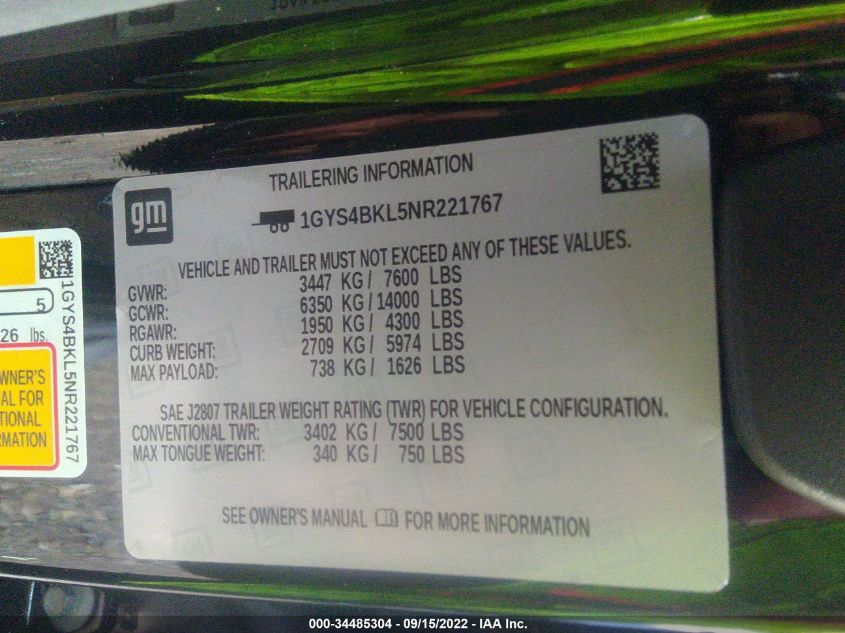 TRAILERING INFORMATION
gm
1GYS4BKL5NR221767
VEHICLE AND TRAILER MUST NOT EXCEED ANY OF THESE VALUES.
GVWR: 3447 KG / 7600 LBS
GCWR: 6350 KG / 14000 LBS
RGAWR: 1950 KG / 4300 LBS
CURB WEIGHT: 2709 KG / 5974 LBS
MAX PAYLOAD: 738 KG / 1626 LBS
SAE J2807 TRAILER WEIGHT RATING (TWR) FOR VEHICLE CONFIGURATION.
CONVENTIONAL TWR: 3402 KG / 7500 LBS
MAX TONGUE WEIGHT: 340 KG / 750 LBS
SEE OWNER'S MANUAL FOR MORE INFORMATION
5
26 lbs.
WNER'S
AL FOR
TIONAL
RMATION
1GYS4BKL5NR221767
000-34485304 - 09/15/2022 - IAA Inc.